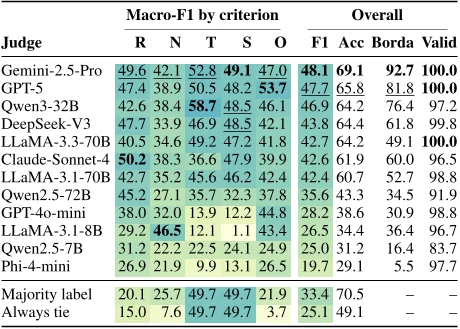 Macro-F1 by criterion Overall
Judge R N T S O F1 Acc Borda Valid
Gemini-2.5-Pro 49.6 42.1 52.8 49.1 47.0 48.1 69.1 92.7 100.0
GPT-5 47.4 38.9 50.5 48.2 53.7 47.7 65.8 81.8 100.0
Qwen3-32B 42.6 38.4 58.7 48.5 46.1 46.9 64.2 76.4 97.2
DeepSeek-V3 47.7 33.9 46.9 48.5 42.1 43.8 64.4 61.8 99.8
LLaMA-3.3-70B 40.5 34.6 49.2 47.2 41.8 42.7 64.2 49.1 100.0
Claude-Sonnet-4 50.2 38.3 36.6 47.9 39.9 42.6 61.9 60.0 96.5
LLaMA-3.1-70B 42.7 35.2 45.6 46.2 42.4 42.4 60.7 52.7 98.8
Qwen2.5-72B 45.2 27.1 35.7 32.3 37.8 35.6 43.3 34.5 91.9
GPT-4o-mini 38.0 32.0 13.9 12.2 44.8 28.2 38.6 30.9 98.8
LLaMA-3.1-8B 29.2 46.5 12.1 1.1 43.4 26.5 34.4 36.4 96.7
Qwen2.5-7B 31.2 22.2 22.5 24.1 24.9 25.0 31.2 16.4 83.7
Phi-4-mini 26.9 21.9 9.9 13.1 26.5 19.7 29.1 5.5 97.7
Majority label 20.1 25.7 49.7 49.7 21.9 33.4 70.5 – –
Always tie 15.0 7.6 49.7 49.7 3.7 25.1 49.1 – –